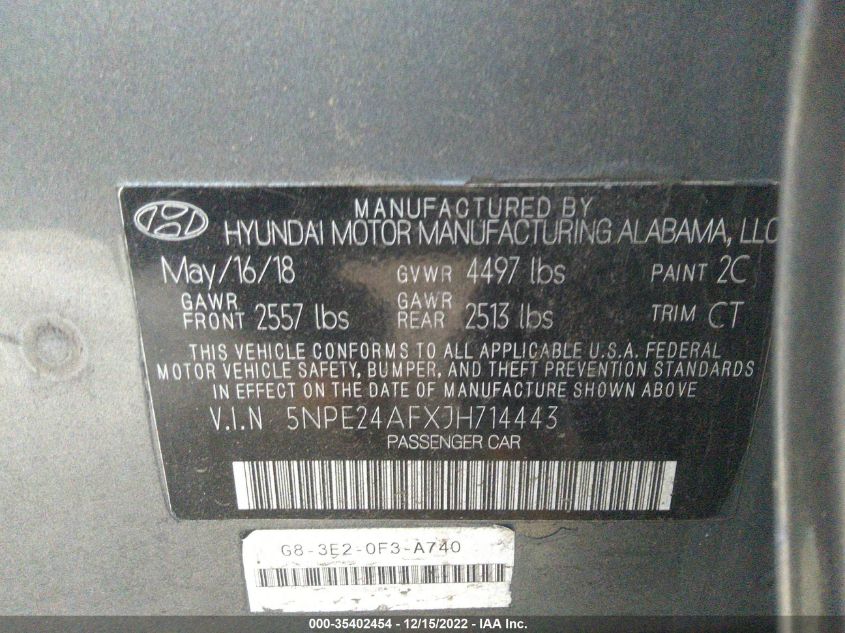 MANUFACTURED BY
HYUNDAI MOTOR MANUFACTURING ALABAMA, LLC
May/16/18 GVWR 4497 lbs PAINT 2C
GAWR FRONT 2557 lbs GAWR REAR 2513 lbs TRIM CT
THIS VEHICLE CONFORMS TO ALL APPLICABLE U.S.A. FEDERAL
MOTOR VEHICLE SAFETY, BUMPER, AND THEFT PREVENTION STANDARDS
IN EFFECT ON THE DATE OF MANUFACTURE SHOWN ABOVE
V.I.N 5NPE24AFXJH714443
PASSENGER CAR
G8-3E2-0F3-A740
000-35402454 - 12/15/2022 - IAA Inc.